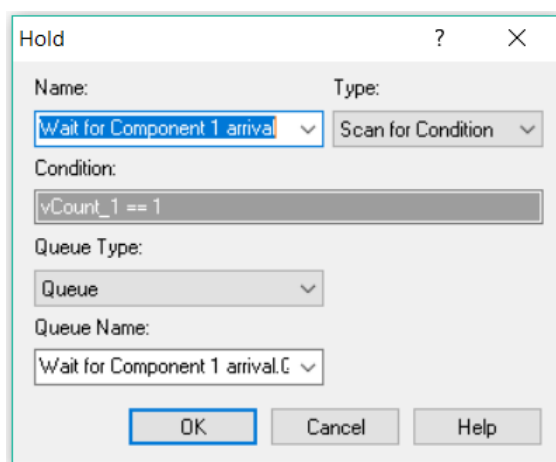 Hold ? ×
Name: Type:
Wait for Component 1 arrival Scan for Condition
Condition:
vCount_1 == 1
Queue Type:
Queue
Queue Name:
Wait for Component 1 arrival.
OK Cancel Help